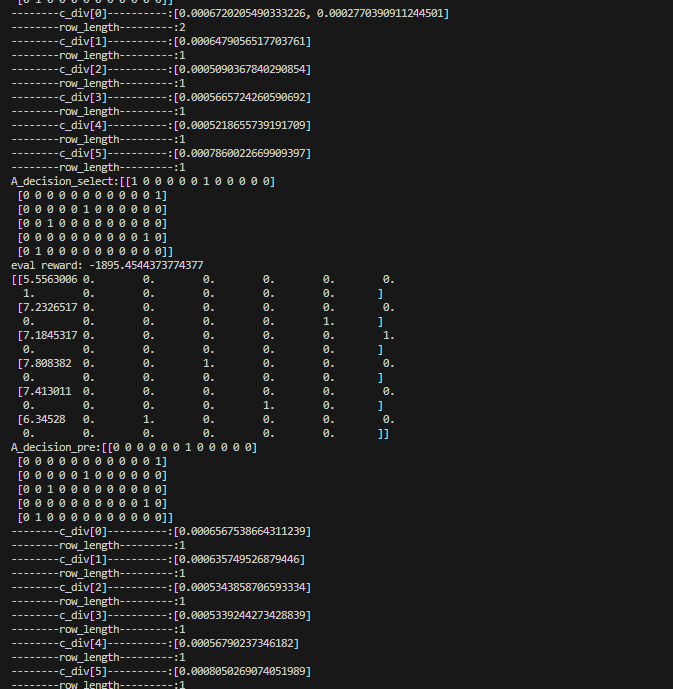 [0 1 0 0 0 0 0 0 0 0 0 0]]
--------c_div[0]----------:[0.0006720205490333226, 0.0002770390911244501]
--------row_length---------:2
--------c_div[1]----------:[0.0006479056517703761]
--------row_length---------:1
--------c_div[2]----------:[0.0005090367840290854]
--------row_length---------:1
--------c_div[3]----------:[0.0005665724260590692]
--------row_length---------:1
--------c_div[4]----------:[0.0005218655739191709]
--------row_length---------:1
--------c_div[5]----------:[0.0007860022669909397]
--------row_length---------:1
A_decision_select:[[1 0 0 0 0 0 1 0 0 0 0 0]
[0 0 0 0 0 0 0 0 0 0 0 1]
[0 0 0 0 0 1 0 0 0 0 0 0]
[0 0 1 0 0 0 0 0 0 0 0 0]
[0 0 0 0 0 0 0 0 0 0 1 0]
[0 1 0 0 0 0 0 0 0 0 0 0]]
eval reward: -1895.4544373774377
[[5.5563006 0. 0. 0. 0. 0. 0.
1. 0. 0. 0. 0. ]
[7.2326517 0. 0. 0. 0. 0. 0.
0. 0. 0. 0. 1. ]
[7.1845317 0. 0. 0. 0. 0. 1.
0. 0. 0. 0. 0. ]
[7.808382 0. 0. 1. 0. 0. 0.
0. 0. 0. 0. 0. ]
[7.413011 0. 0. 0. 0. 0. 0.
0. 0. 0. 1. 0. ]
[6.34528 0. 1. 0. 0. 0. 0. 0.
0. 0. 0. 0. 0. ]]
A_decision_pre:[[0 0 0 0 0 0 1 0 0 0 0 0]
[0 0 0 0 0 0 0 0 0 0 0 1]
[0 0 0 0 0 1 0 0 0 0 0 0]
[0 0 1 0 0 0 0 0 0 0 0 0]
[0 0 0 0 0 0 0 0 0 0 1 0]
[0 1 0 0 0 0 0 0 0 0 0 0]]
--------c_div[0]----------:[0.0006567538664311239]
--------row_length---------:1
--------c_div[1]----------:[0.000635749526879446]
--------row_length---------:1
--------c_div[2]----------:[0.0005343858706593334]
--------row_length---------:1
--------c_div[3]----------:[0.0005339244273428839]
--------row_length---------:1
--------c_div[4]----------:[0.00056790237346182]
--------row_length---------:1
--------c_div[5]----------:[0.0008050269074051989]
--------row_length---------:1